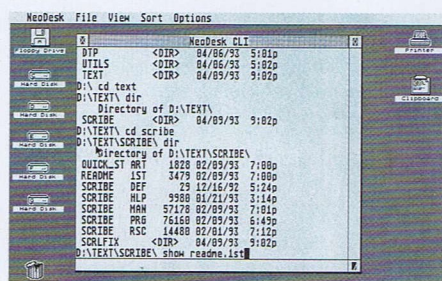 NeoDesk File View Sort Options
NeoDesk CLI
DTP <DIR> 04/06/93 5:01p
UTILS <DIR> 04/06/93 5:02p
TEXT <DIR> 04/09/93 9:02p
D:\ cd text
D:\TEXT\ dir
Directory of D:\TEXT\
SCRIBE <DIR> 04/09/93 9:02p
D:\TEXT\ cd scribe
D:\TEXT\SCRIBE\ dir
Directory of D:\TEXT\SCRIBE\
QUICK_ST ART 1828 02/09/93 7:00p
README 1ST 3479 02/09/93 7:00p
SCRIBE DEF 29 12/16/92 5:24p
SCRIBE HLP 9980 01/21/93 3:14p
SCRIBE MAN 57178 02/09/93 7:01p
SCRIBE PRG 76160 02/09/93 6:49p
SCRIBE RSC 14480 02/01/93 7:12p
SCRLFIX <DIR> 04/09/93 9:02p
D:\TEXT\SCRIBE\ show readme.1st
Floppy Drive
Hard Disk
Hard Disk
Hard Disk
Hard Disk
Hard Disk
Printer
Clipboard